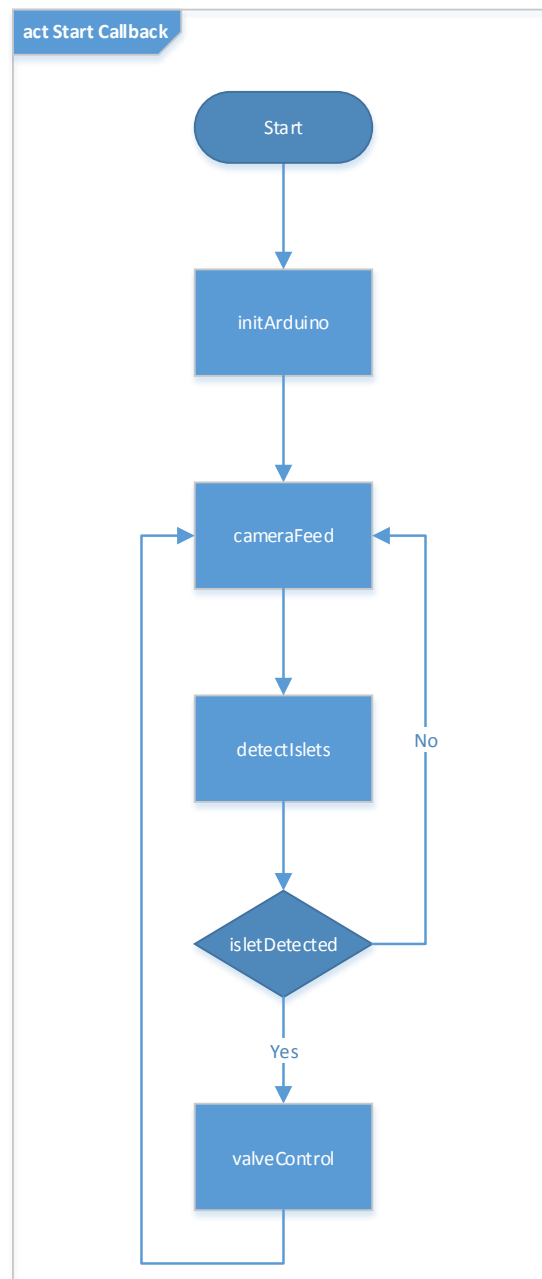 act Start Callback
Start
initArduino
cameraFeed
detectIslets
No
isletDetected
Yes
valveControl